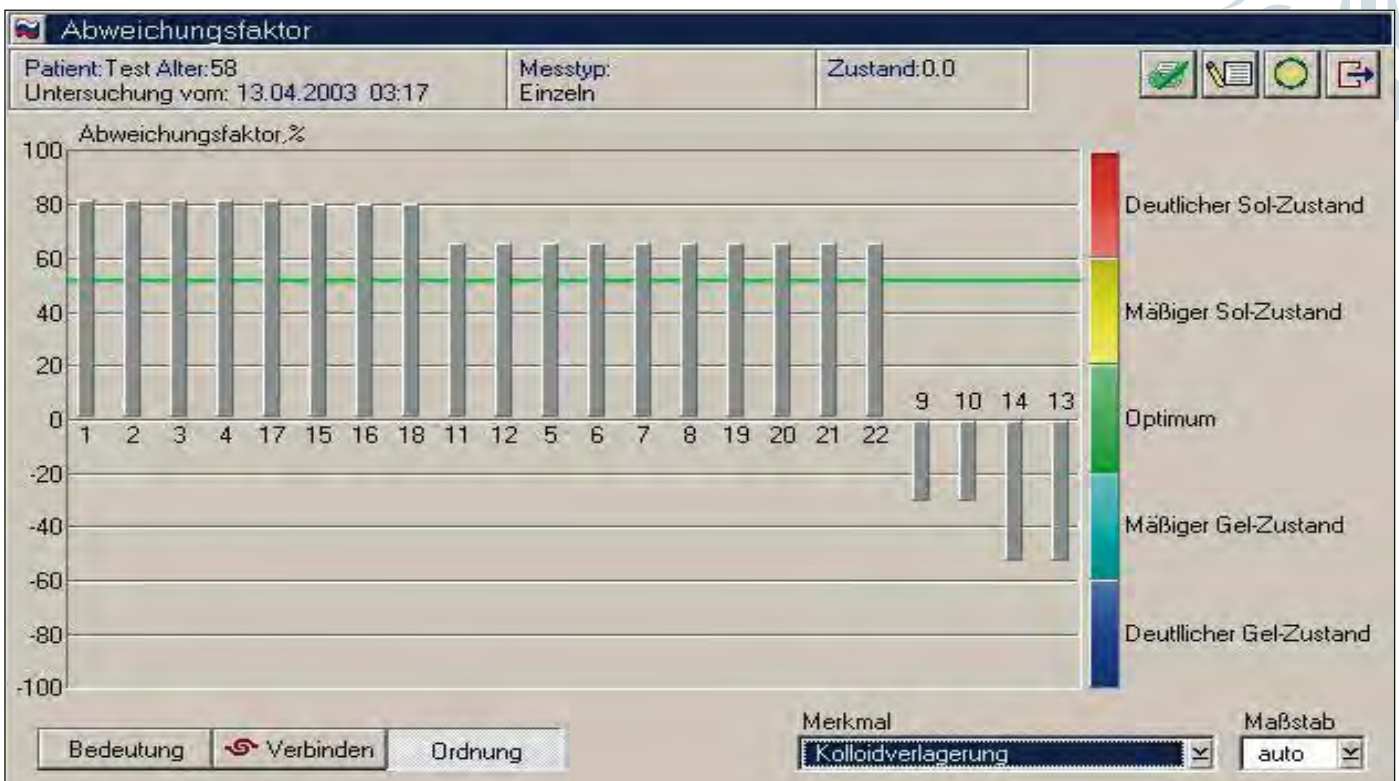 Abweichungsfaktor
Patient:Test Alter:58
Untersuchung vom: 13.04.2003 03:17
Messtyp:
Einzeln
Zustand:0.0
Abweichungsfaktor,%
100
80
60
40
20
0
-20
-40
-60
-80
-100
1 2 3 4 17 15 16 18 11 12 5 6 7 8 19 20 21 22
9 10 14 13
Deutlicher Sol-Zustand
Mäßiger Sol-Zustand
Optimum
Mäßiger Gel-Zustand
Deutllicher Gel-Zustand
Bedeutung
Verbinden
Ordnung
Merkmal
Kolloidverlagerung
Maßstab
auto